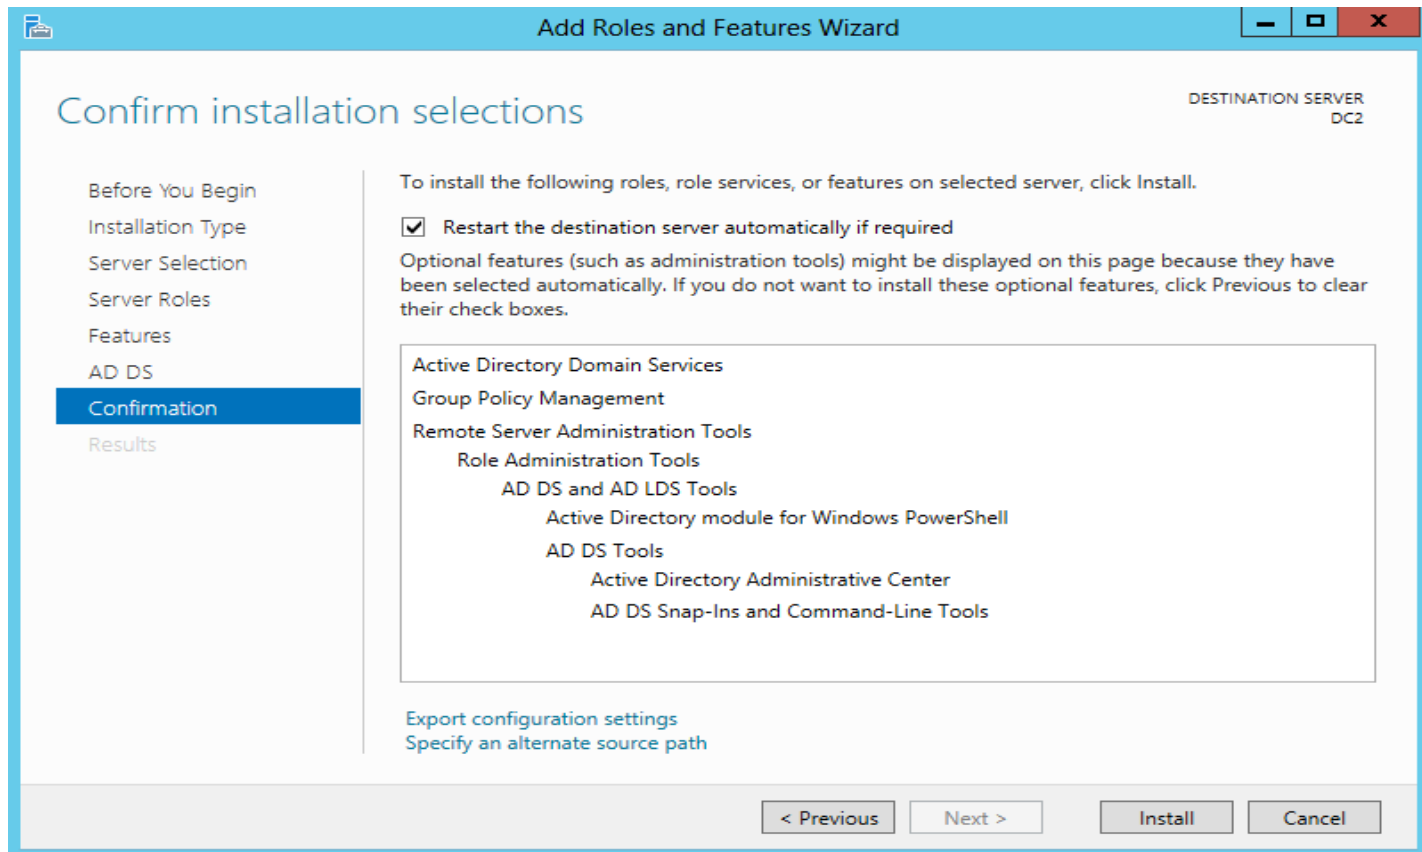 Add Roles and Features Wizard
Confirm installation selections
DESTINATION SERVER
DC2
Before You Begin
Installation Type
Server Selection
Server Roles
Features
AD DS
Confirmation
Results
To install the following roles, role services, or features on selected server, click Install.
Restart the destination server automatically if required
Optional features (such as administration tools) might be displayed on this page because they have
been selected automatically. If you do not want to install these optional features, click Previous to clear
their check boxes.
Active Directory Domain Services
Group Policy Management
Remote Server Administration Tools
Role Administration Tools
AD DS and AD LDS Tools
Active Directory module for Windows PowerShell
AD DS Tools
Active Directory Administrative Center
AD DS Snap-Ins and Command-Line Tools
Export configuration settings
Specify an alternate source path
< Previous
Next >
Install
Cancel